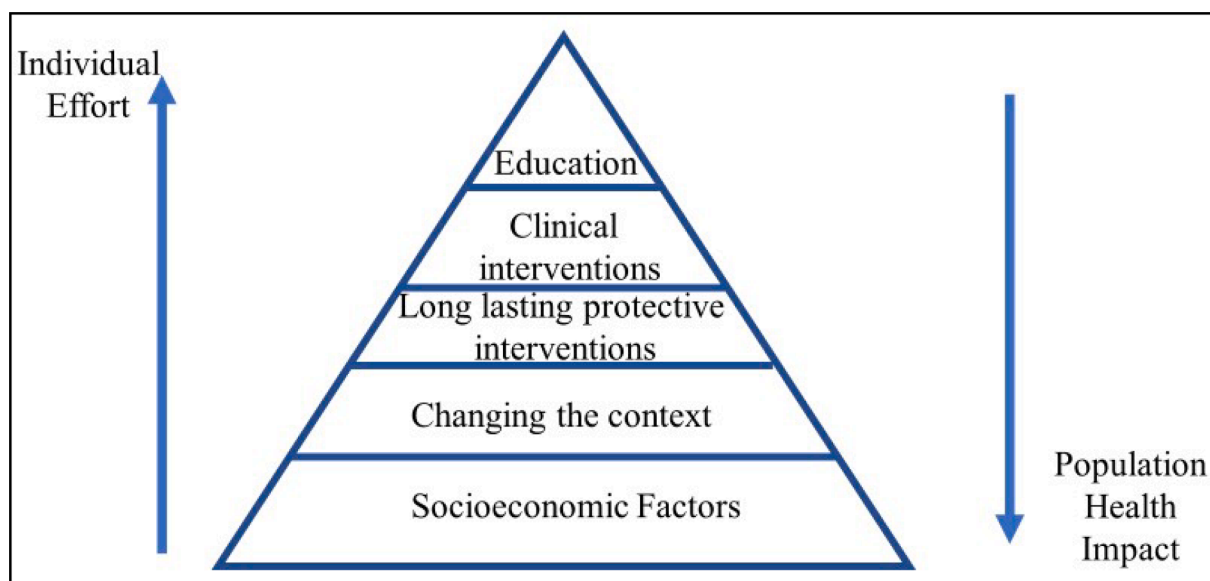 Individual
Effort
Education
Clinical
interventions
Long lasting protective
interventions
Changing the context
Socioeconomic Factors
Population
Health
Impact